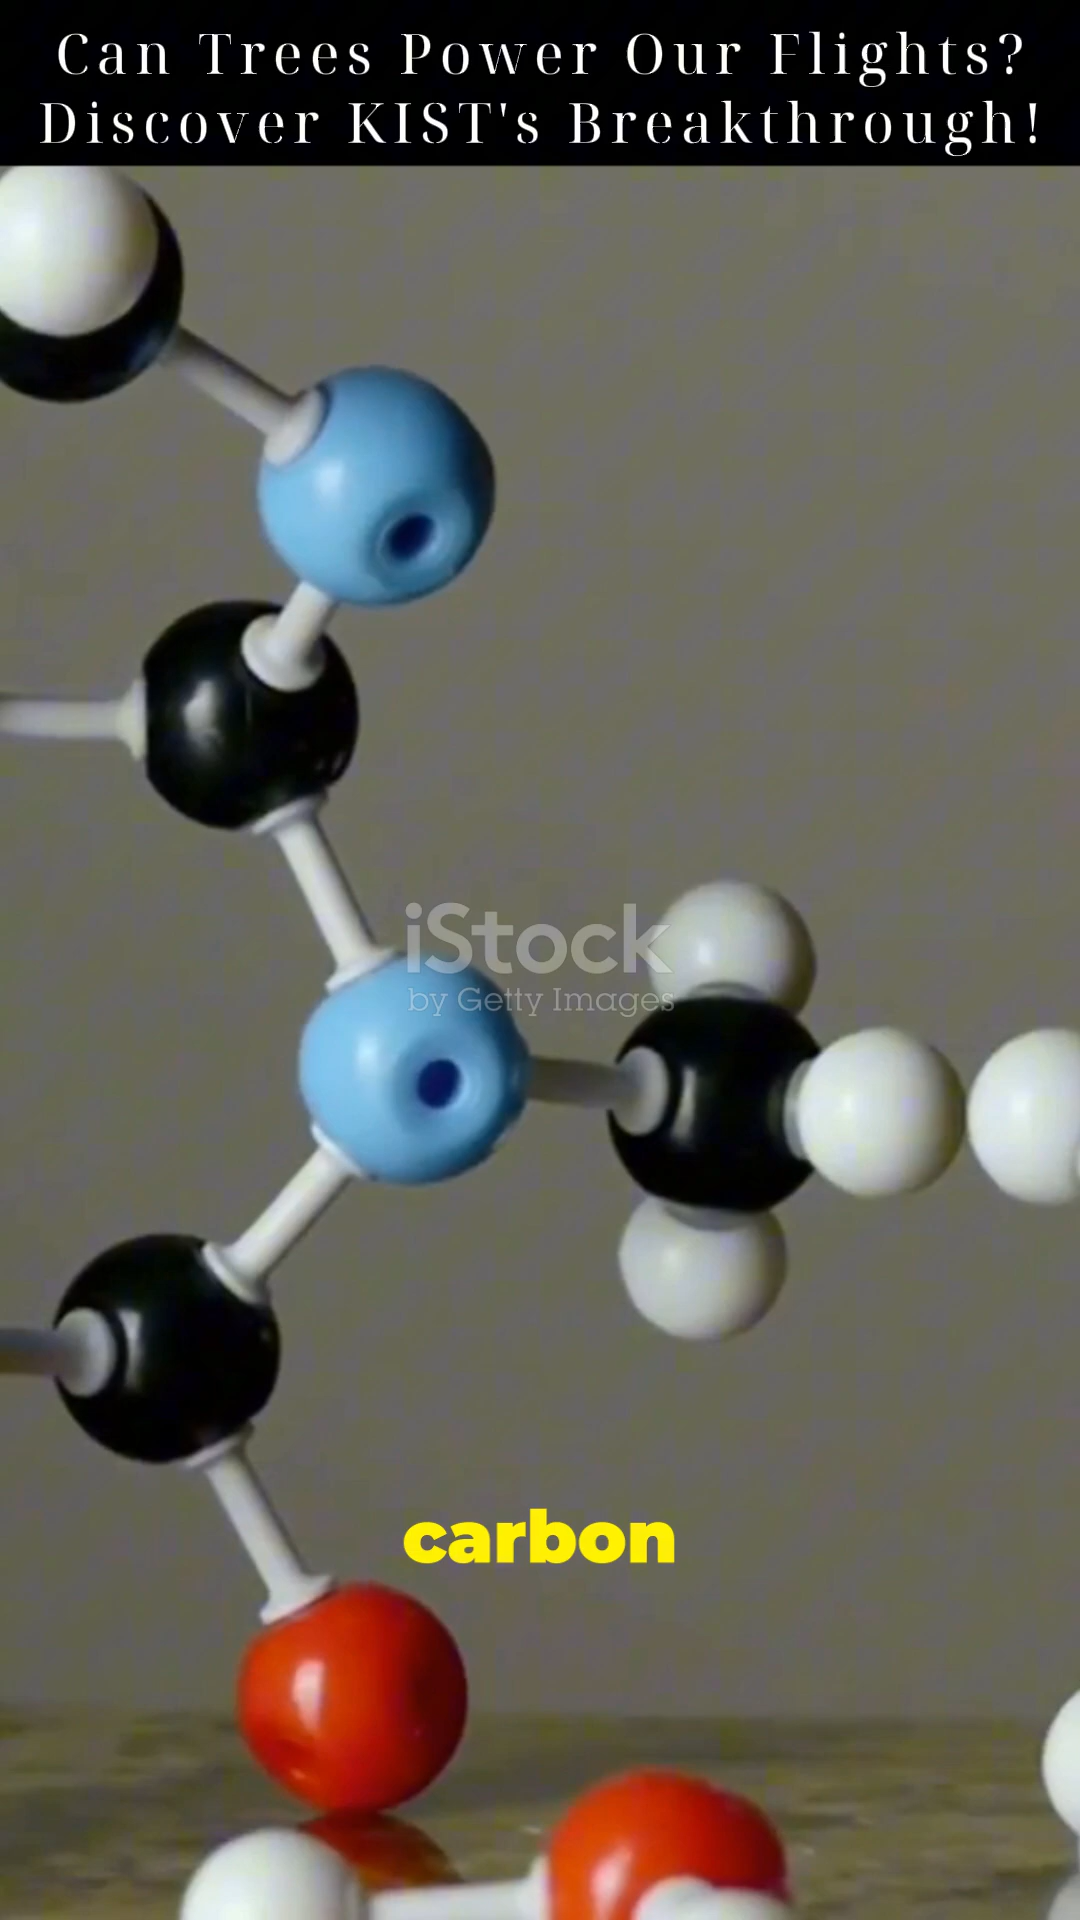 Can Trees Power Our Flights?
Discover KIST's Breakthrough!
iStock
by Getty Images
carbon